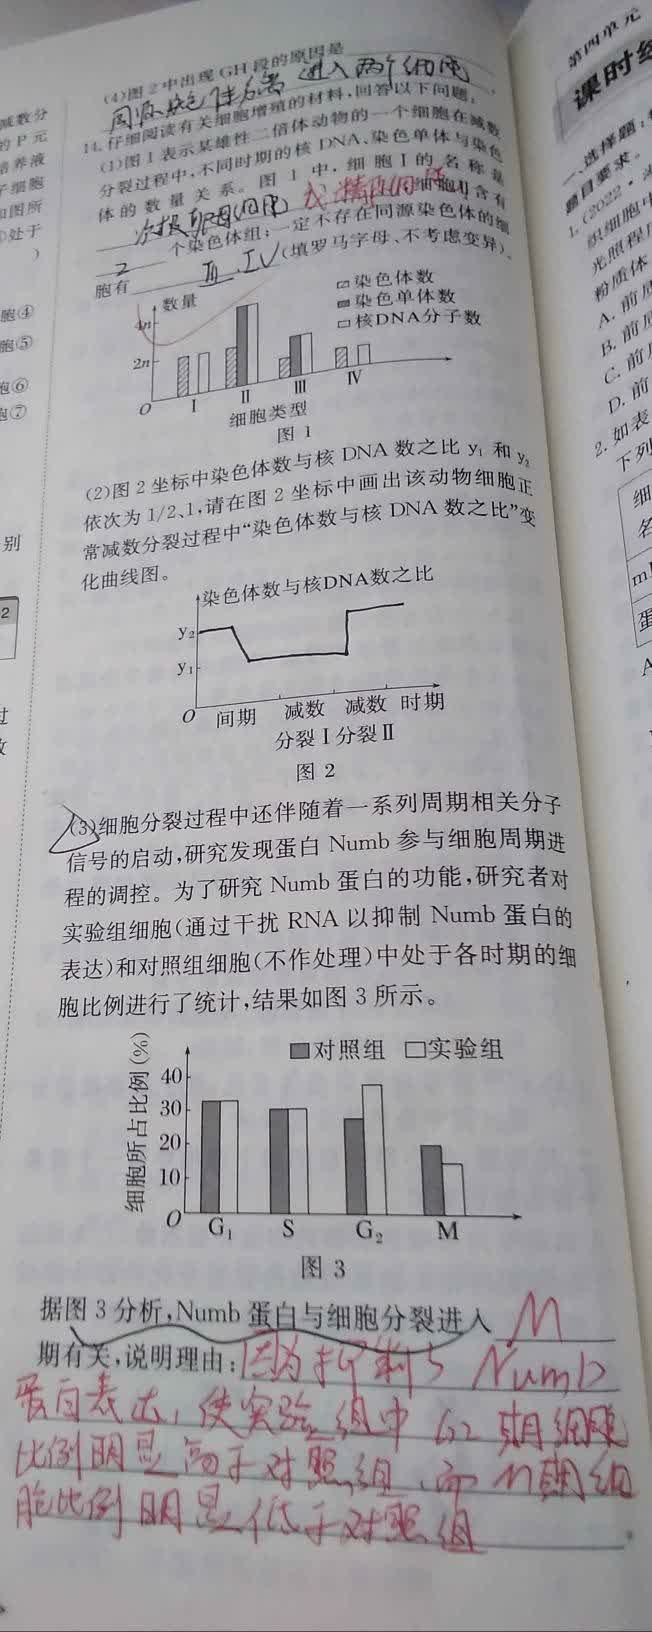 (4)图2中出现GH段的原因是
同源染色体分离 进入两个细胞
14.仔细阅读有关细胞增殖的材料,回答以下问题:
(1)图1表示某雄性二倍体动物的一个细胞在减数
分裂过程中,不同时期的核DNA、染色单体与染色
体的数量关系。图1中,细胞Ⅰ的名称是
次级精母细胞 ,细胞Ⅱ含有
2 个染色体组;一定不存在同源染色体的细
胞有 Ⅲ、Ⅳ (填罗马字母、不考虑变异)。
数量
染色体数
染色单体数
核DNA分子数
4n
2n
O Ⅰ Ⅱ Ⅲ Ⅳ
细胞类型
图1
(2)图2坐标中染色体数与核DNA数之比y₁和y₂
依次为1/2、1,请在图2坐标中画出该动物细胞正
常减数分裂过程中“染色体数与核DNA数之比”变
化曲线图。
染色体数与核DNA数之比
y₂
y₁
O 间期 减数 减数 时期
分裂Ⅰ分裂Ⅱ
图2
(3)细胞分裂过程中还伴随着一系列周期相关分子
信号的启动,研究发现蛋白Numb参与细胞周期进
程的调控。为了研究Numb蛋白的功能,研究者对
实验组细胞(通过干扰RNA以抑制Numb蛋白的
表达)和对照组细胞(不作处理)中处于各时期的细
胞比例进行了统计,结果如图3所示。
细胞所占比例(%)
对照组 实验组
40
30
20
10
O G₁ S G₂ M
图3
据图3分析,Numb蛋白与细胞分裂进入 M
期有关,说明理由:因为抑制了Numb
蛋白表达,使实验组中G2期细胞
比例明显高于对照组,而M期细
胞比例明显低于对照组
减数分
的P元
培养液
子细胞
如图所
①处于
)
胞④
胞⑤
胞⑥
胞⑦
别
2
第四单元
课时练
一、选择题:
题目要求。
1.(2022·
织细胞中
光照程度
粉质体
A.前质
B.前质
C.前质
D.前
2.如表
下列
细
名
蛋